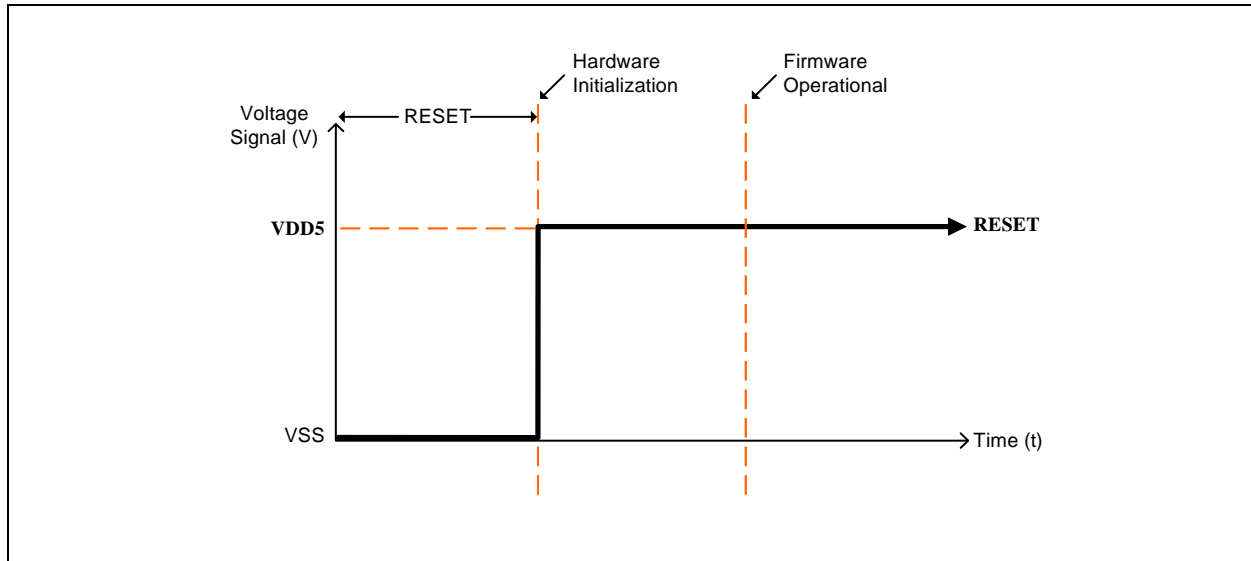 Hardware
Initialization
Firmware
Operational
Voltage
Signal (V)
RESET
VDD5
RESET
VSS
Time (t)